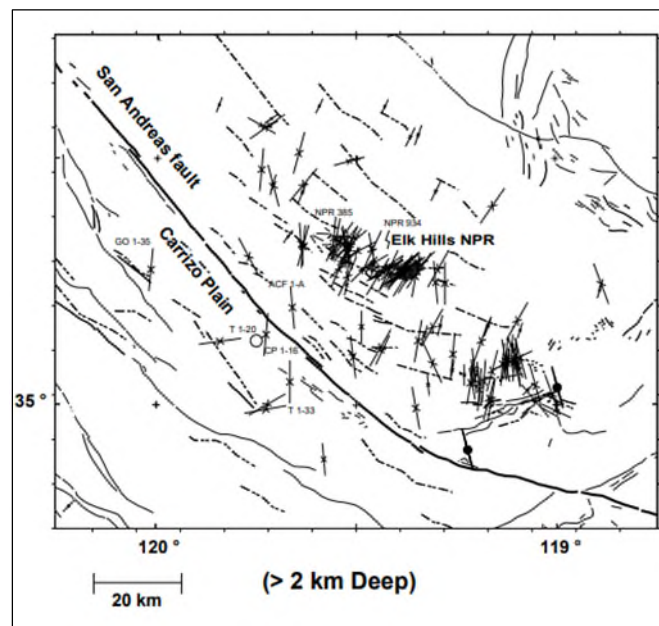 San Andreas fault
NPR 385
NPR 934
Elk Hills NPR
GO 1-35
Carrizo Plain
ACF 1-A
T 1-20
CP 1-16
35 °
T 1-33
120 °
119 °
(> 2 km Deep)
20 km